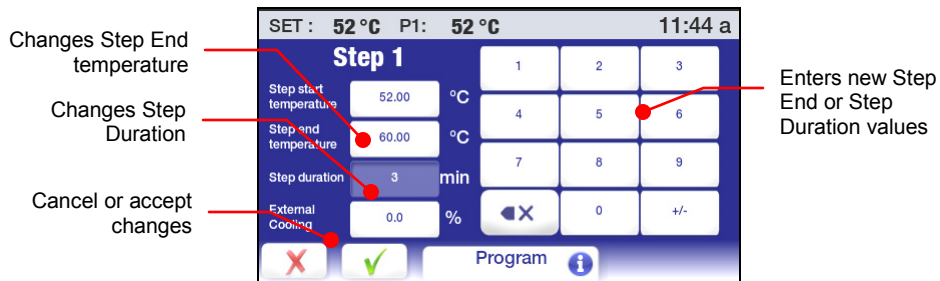 SET : 52 °C P1: 52 °C 11:44 a
Changes Step End
temperature
Changes Step
Duration
Cancel or accept
changes
Step 1
Step start
temperature
52.00 °C
Step end
temperature
60.00 °C
Step duration
3 min
External
Cooling
0.0 %
1 2 3
4 5 6
7 8 9
0 +/-
Program
Enters new Step
End or Step
Duration values